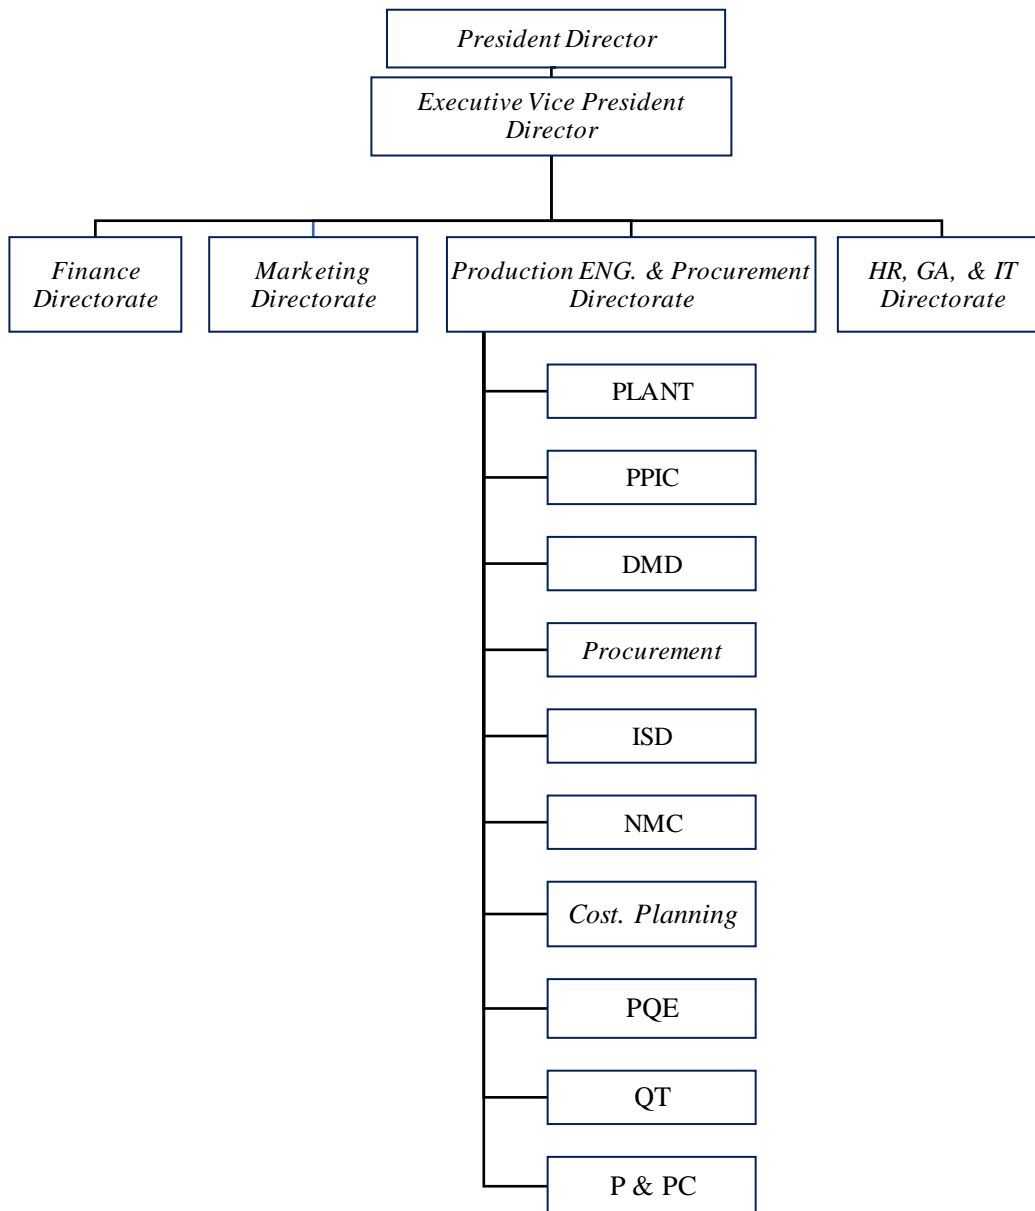 President Director
Executive Vice President
Director
Finance
Directorate
Marketing
Directorate
Production ENG. & Procurement
Directorate
HR, GA, & IT
Directorate
PLANT
PPIC
DMD
Procurement
ISD
NMC
Cost. Planning
PQE
QT
P & PC